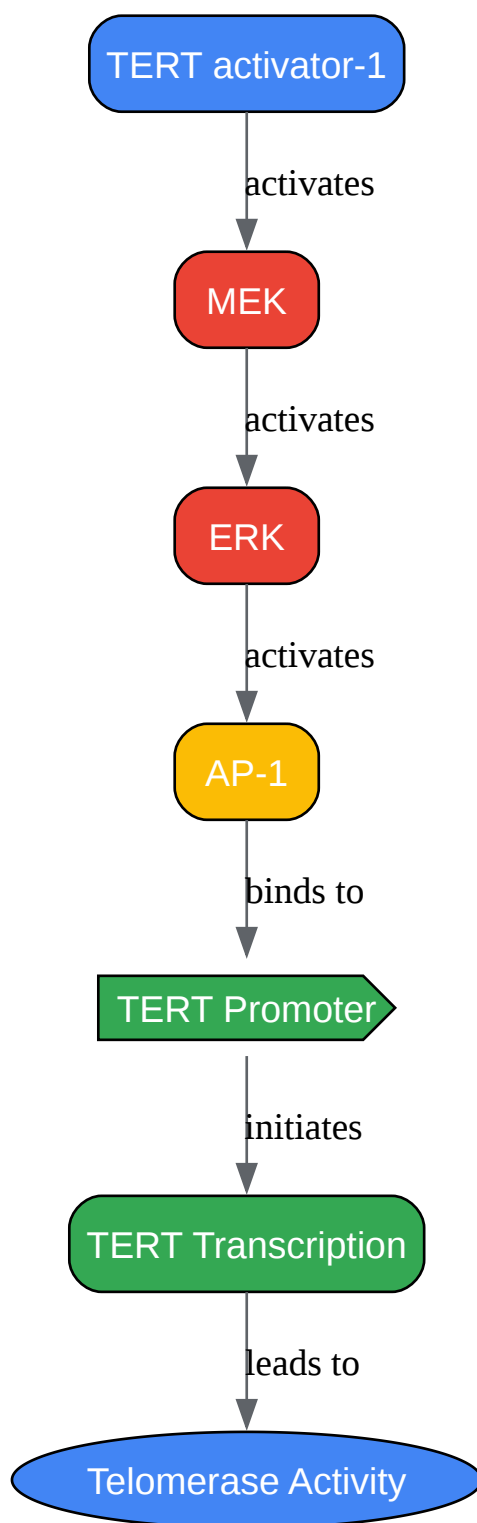 TERT activator-1
activates
MEK
activates
ERK
activates
AP-1
binds to
TERT Promoter
initiates
TERT Transcription
leads to
Telomerase Activity